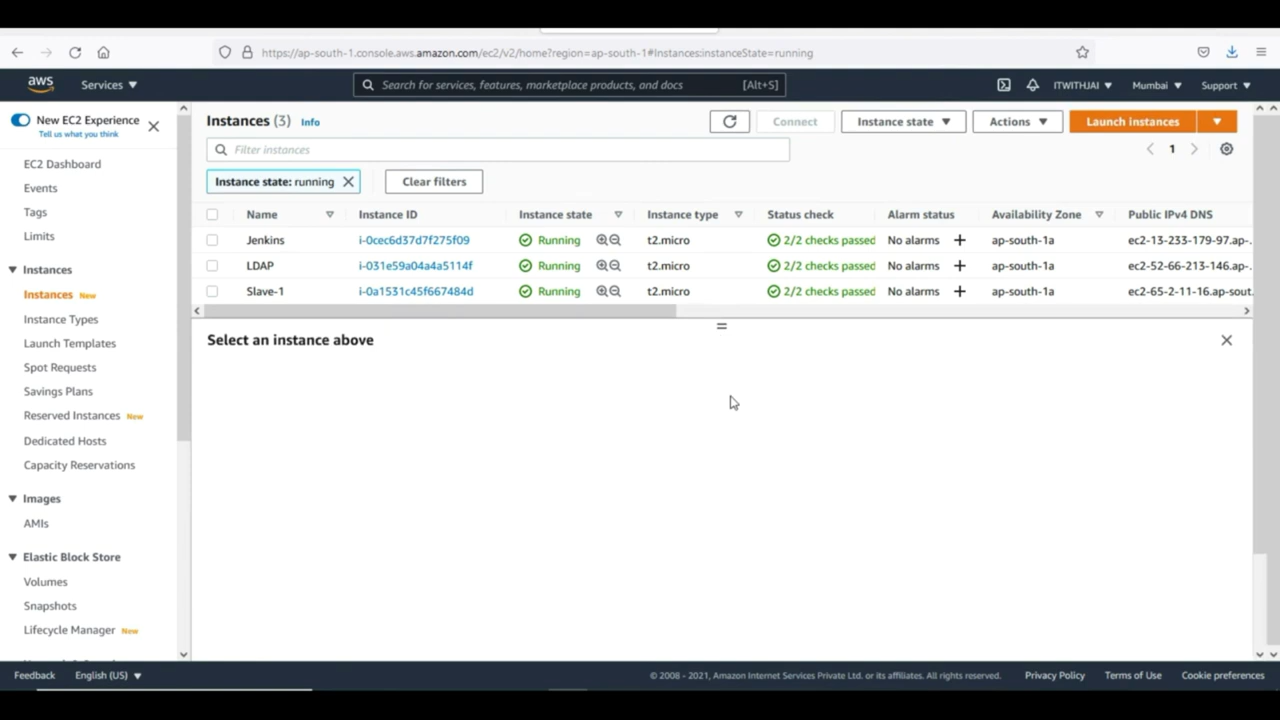 https://ap-south-1.console.aws.amazon.com/ec2/v2/home?region=ap-south-1#Instances:instanceState=running
aws
Services
Search for services, features, marketplace products, and docs
[Alt+S]
ITWITHJAI
Mumbai
Support
New EC2 Experience
Tell us what you think
EC2 Dashboard
Events
Tags
Limits
Instances
Instances New
Instance Types
Launch Templates
Spot Requests
Savings Plans
Reserved Instances New
Dedicated Hosts
Capacity Reservations
Images
AMIs
Elastic Block Store
Volumes
Snapshots
Lifecycle Manager New
Instances (3) Info
Connect
Instance state
Actions
Launch instances
Filter instances
1
Instance state: running
Clear filters
Name Instance ID Instance state Instance type Status check Alarm status Availability Zone Public IPv4 DNS
Jenkins i-0cec6d37d7f275f09 Running t2.micro 2/2 checks passed No alarms + ap-south-1a ec2-13-233-179-97.ap-...
LDAP i-031e59a04a4a5114f Running t2.micro 2/2 checks passed No alarms + ap-south-1a ec2-52-66-213-146.ap-...
Slave-1 i-0a1531c45f667484d Running t2.micro 2/2 checks passed No alarms + ap-south-1a ec2-65-2-11-16.ap-sout...
Select an instance above
Feedback
English (US)
© 2008 - 2021, Amazon Internet Services Private Ltd. or its affiliates. All rights reserved.
Privacy Policy
Terms of Use
Cookie preferences